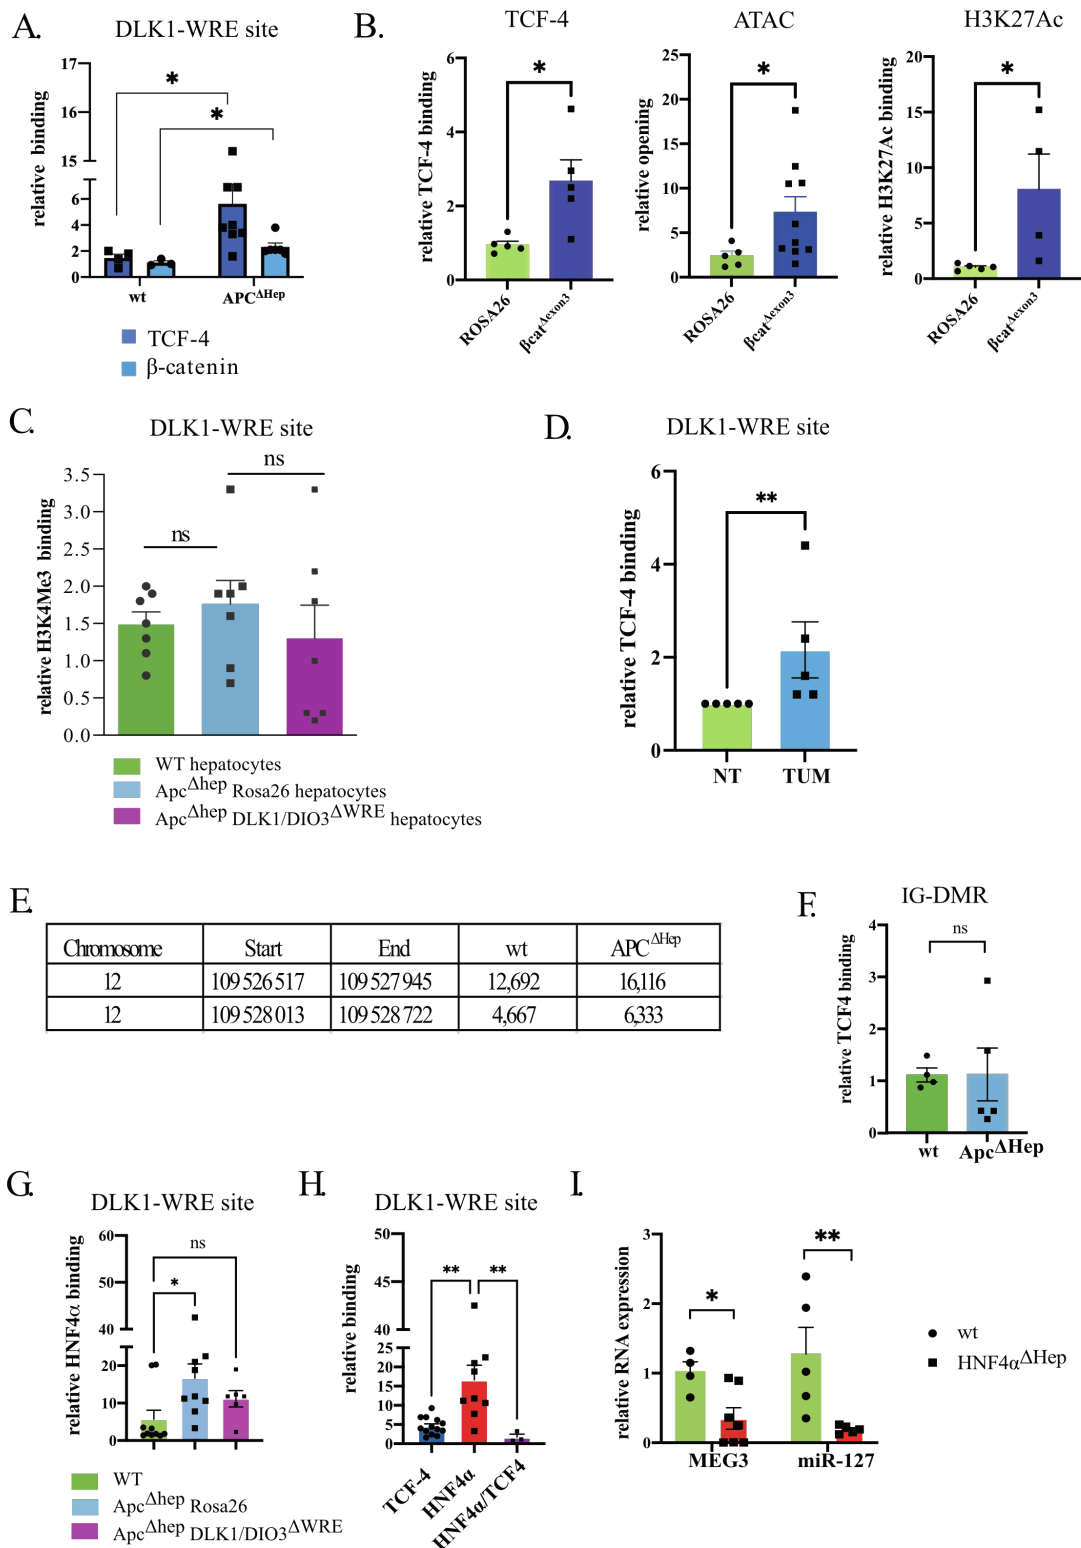 A.
DLK1-WRE site
relative binding
17
16
15
6
4
2
0
*
*
wt
APC^ΔHep
TCF-4
β-catenin
B.
TCF-4
relative TCF-4 binding
6
4
2
0
*
ROSA26
βcat^Δexon3
ATAC
relative opening
25
20
15
10
5
0
*
ROSA26
βcat^Δexon3
H3K27Ac
relative H3K27Ac binding
20
15
10
5
0
*
ROSA26
βcat^Δexon3
C.
DLK1-WRE site
relative H3K4Me3 binding
3.5
3.0
2.5
2.0
1.5
1.0
0.5
0.0
ns
ns
WT hepatocytes
Apc^Δhep Rosa26 hepatocytes
Apc^Δhep DLK1/DIO3^ΔWRE hepatocytes
D.
DLK1-WRE site
relative TCF-4 binding
6
4
2
0
**
NT
TUM
E.
Chromosome Start End wt APC^ΔHep
12 109 526 517 109 527 945 12,692 16,116
12 109 528 013 109 528 722 4,667 6,333
F.
IG-DMR
relative TCF4 binding
4
3
2
1
0
ns
wt
Apc^ΔHep
G.
DLK1-WRE site
relative HNF4α binding
60
50
40
20
10
0
ns
*
WT
Apc^Δhep Rosa26
Apc^Δhep DLK1/DIO3^ΔWRE
H.
DLK1-WRE site
relative binding
50
45
40
25
20
15
10
5
0
**
**
TCF-4
HNF4α
HNF4α/TCF4
I.
relative RNA expression
3
2
1
0
*
**
MEG3
miR-127
wt
HNF4α^ΔHep